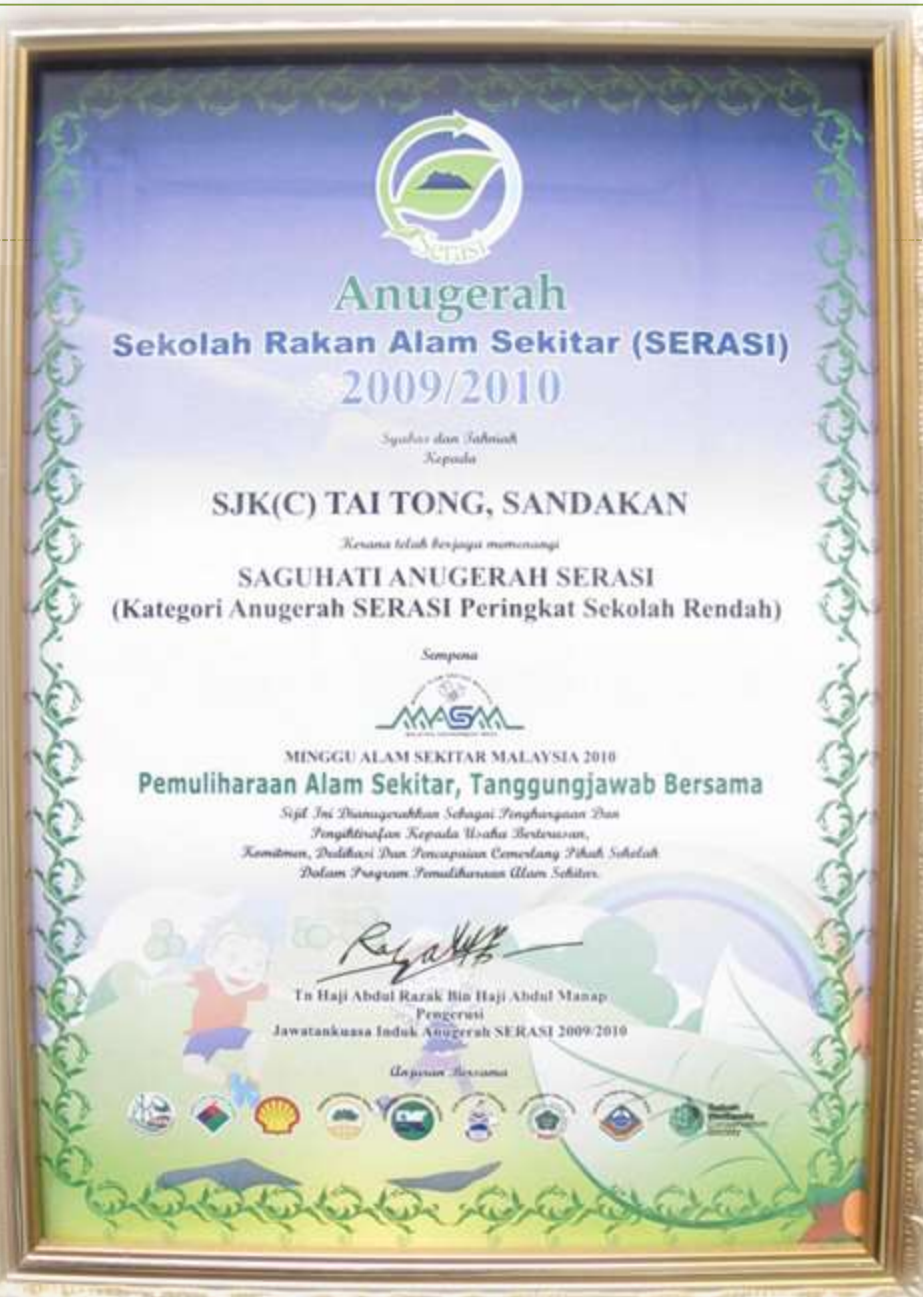 Serasi
Anugerah
Sekolah Rakan Alam Sekitar (SERASI)
2009/2010
Syabas dan Tahniah
Kepada
SJK(C) TAI TONG, SANDAKAN
Kerana telah berjaya memenangi
SAGUHATI ANUGERAH SERASI
(Kategori Anugerah SERASI Peringkat Sekolah Rendah)
Sempena
MASM
MINGGU ALAM SEKITAR MALAYSIA 2010
Pemuliharaan Alam Sekitar, Tanggungjawab Bersama
Sijil Ini Dianugerahkan Sebagai Penghargaan Dan
Pengiktirafan Kepada Usaha Berterusan,
Komitmen, Dedikasi Dan Pencapaian Cemerlang Pihak Sekolah
Dalam Program Pemuliharaan Alam Sekitar.
Tn Haji Abdul Razak Bin Haji Abdul Manap
Pengerusi
Jawatankuasa Induk Anugerah SERASI 2009/2010
Anjuran Bersama